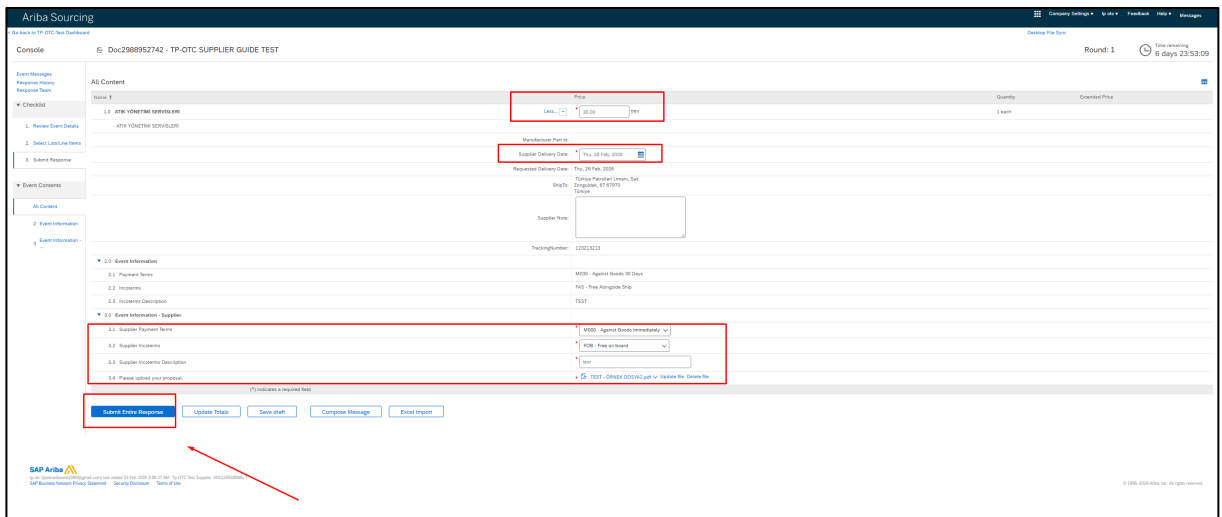 Ariba Sourcing
Company Settings ▾ tp otc ▾ Feedback Help ▾ Messages
< Go back to TP-OTC-Test Dashboard
Desktop File Sync
Console
Doc2988952742 - TP-OTC SUPPLIER GUIDE TEST
Round: 1
Time remaining
6 days 23:53:09
Event Messages
Response History
Response Team
▼ Checklist
1. Review Event Details
2. Select Lots/Line Items
3. Submit Response
▼ Event Contents
All Content
2 Event Information
3 Event Information - ...
All Content
Name ↑ Price Quantity Extended Price
1.0 ATIK YÖNETİMİ SERVİSLERİ Less... * TRY 1 each
ATIK YÖNETİMİ SERVİSLERİ
Manufacturer Part Id:
Supplier Delivery Date: * Thu, 26 Feb, 2026
Requested Delivery Date: Thu, 26 Feb, 2026
ShipTo: Türkiye Petrolleri Limanı, Saz
Zonguldak, 67 67970
Türkiye
Supplier Note:
TrackingNumber: 123213213
▼ 2.0 Event Information
2.1 Payment Terms M030 - Against Goods 30 Days
2.2 Incoterms FAS - Free Alongside Ship
2.3 Incoterms Description TEST
▼ 3.0 Event Information - Supplier
3.1 Supplier Payment Terms * M000 - Against Goods Immediately
3.2 Supplier Incoterms * FOB - Free on board
3.3 Supplier Incoterms Description * test
3.4 Please upload your proposal. * TEST - ÖRNEK DOSYA2.pdf Update file Delete file
(*) indicates a required field
Submit Entire Response Update Totals Save draft Compose Message Excel Import
SAP Ariba
SAP Business Network Privacy Statement Security Disclosure Terms of Use
© 1996–2019 Ariba, Inc. All rights reserved.